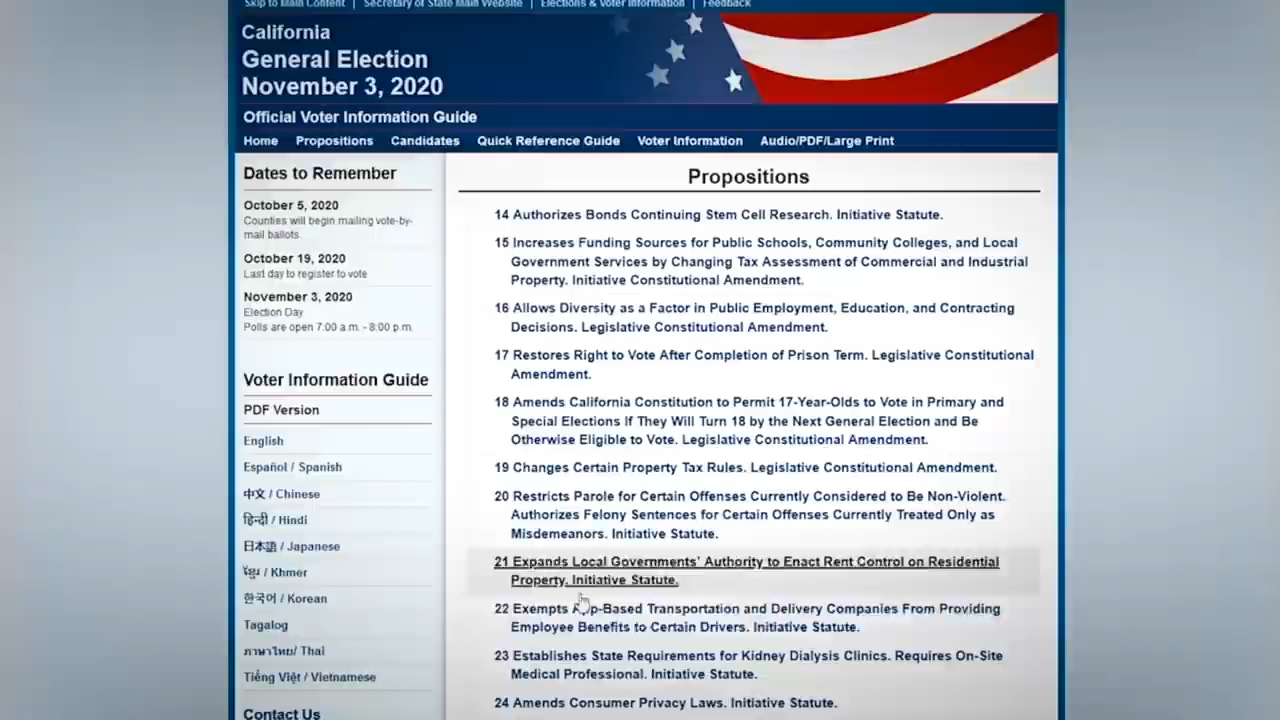 Skip to Main Content | Secretary of State Main Website | Elections & Voter Information | Feedback
California
General Election
November 3, 2020
Official Voter Information Guide
Home Propositions Candidates Quick Reference Guide Voter Information Audio/PDF/Large Print
Dates to Remember
October 5, 2020
Counties will begin mailing vote-by-
mail ballots.
October 19, 2020
Last day to register to vote
November 3, 2020
Election Day
Polls are open 7:00 a.m. - 8:00 p.m.
Voter Information Guide
PDF Version
English
Español / Spanish
中文 / Chinese
हिन्दी / Hindi
日本語 / Japanese
ខ្មែរ / Khmer
한국어 / Korean
Tagalog
ภาษาไทย/ Thai
Tiếng Việt / Vietnamese
Contact Us
Propositions
14 Authorizes Bonds Continuing Stem Cell Research. Initiative Statute.
15 Increases Funding Sources for Public Schools, Community Colleges, and Local
Government Services by Changing Tax Assessment of Commercial and Industrial
Property. Initiative Constitutional Amendment.
16 Allows Diversity as a Factor in Public Employment, Education, and Contracting
Decisions. Legislative Constitutional Amendment.
17 Restores Right to Vote After Completion of Prison Term. Legislative Constitutional
Amendment.
18 Amends California Constitution to Permit 17-Year-Olds to Vote in Primary and
Special Elections If They Will Turn 18 by the Next General Election and Be
Otherwise Eligible to Vote. Legislative Constitutional Amendment.
19 Changes Certain Property Tax Rules. Legislative Constitutional Amendment.
20 Restricts Parole for Certain Offenses Currently Considered to Be Non-Violent.
Authorizes Felony Sentences for Certain Offenses Currently Treated Only as
Misdemeanors. Initiative Statute.
21 Expands Local Governments' Authority to Enact Rent Control on Residential
Property. Initiative Statute.
22 Exempts App-Based Transportation and Delivery Companies From Providing
Employee Benefits to Certain Drivers. Initiative Statute.
23 Establishes State Requirements for Kidney Dialysis Clinics. Requires On-Site
Medical Professional. Initiative Statute.
24 Amends Consumer Privacy Laws. Initiative Statute.